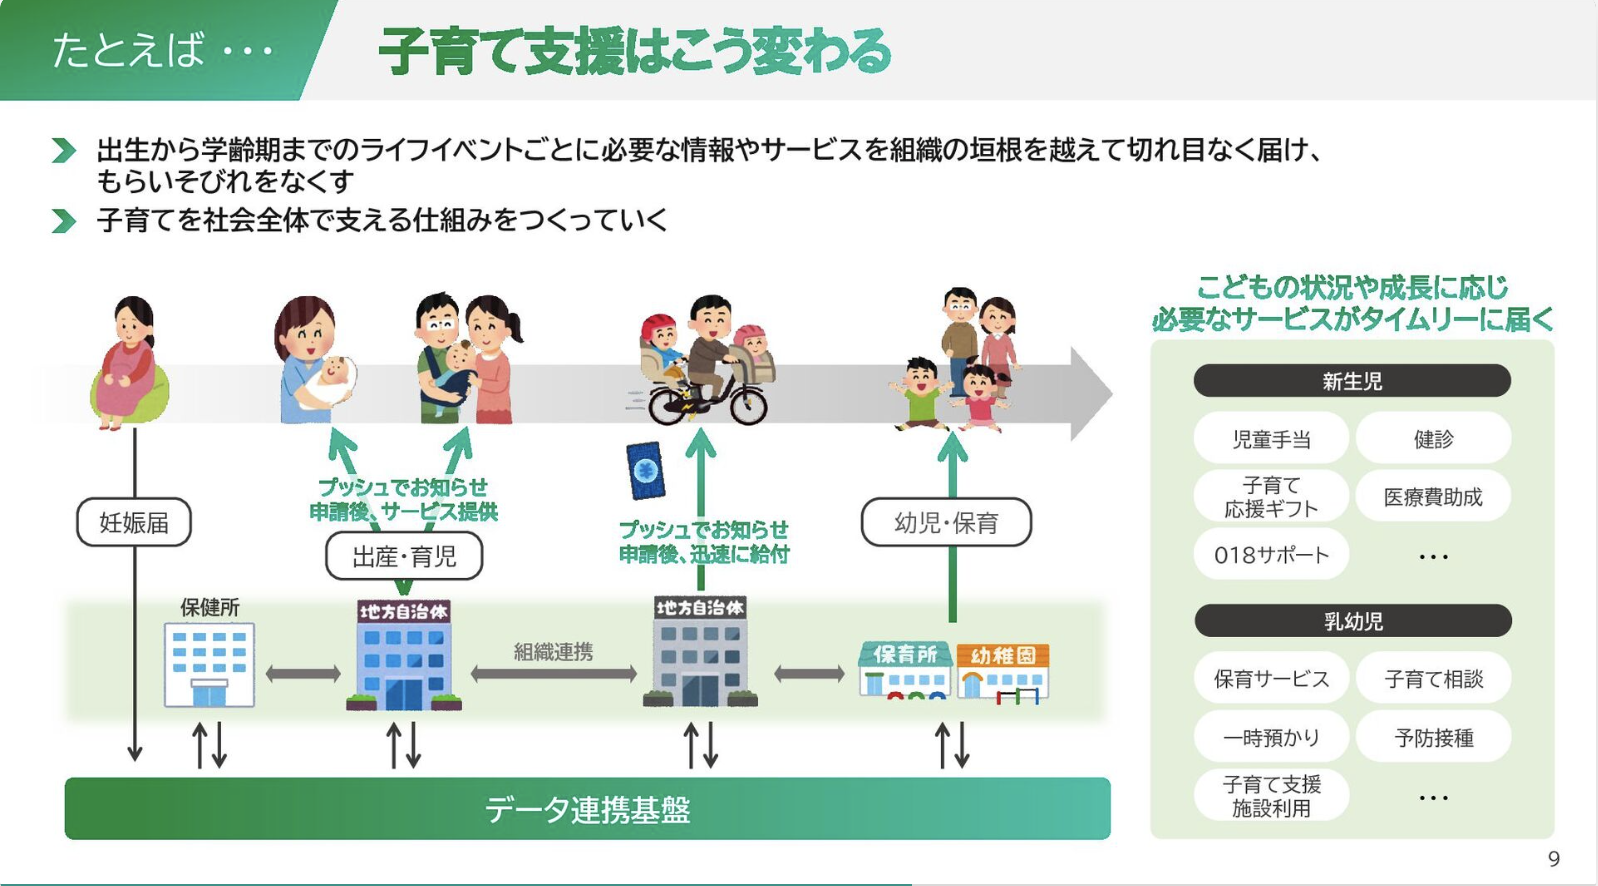 たとえば ･･･
子育て支援はこう変わる
出生から学齢期までのライフイベントごとに必要な情報やサービスを組織の垣根を越えて切れ目なく届け、
もらいそびれをなくす
子育てを社会全体で支える仕組みをつくっていく
妊娠届
プッシュでお知らせ
申請後、サービス提供
出産・育児
プッシュでお知らせ
申請後、迅速に給付
幼児・保育
保健所
地方自治体
組織連携
地方自治体
保育所
幼稚園
データ連携基盤
こどもの状況や成長に応じ
必要なサービスがタイムリーに届く
新生児
児童手当
健診
子育て
応援ギフト
医療費助成
018サポート
･･･
乳幼児
保育サービス
子育て相談
一時預かり
予防接種
子育て支援
施設利用
･･･
9